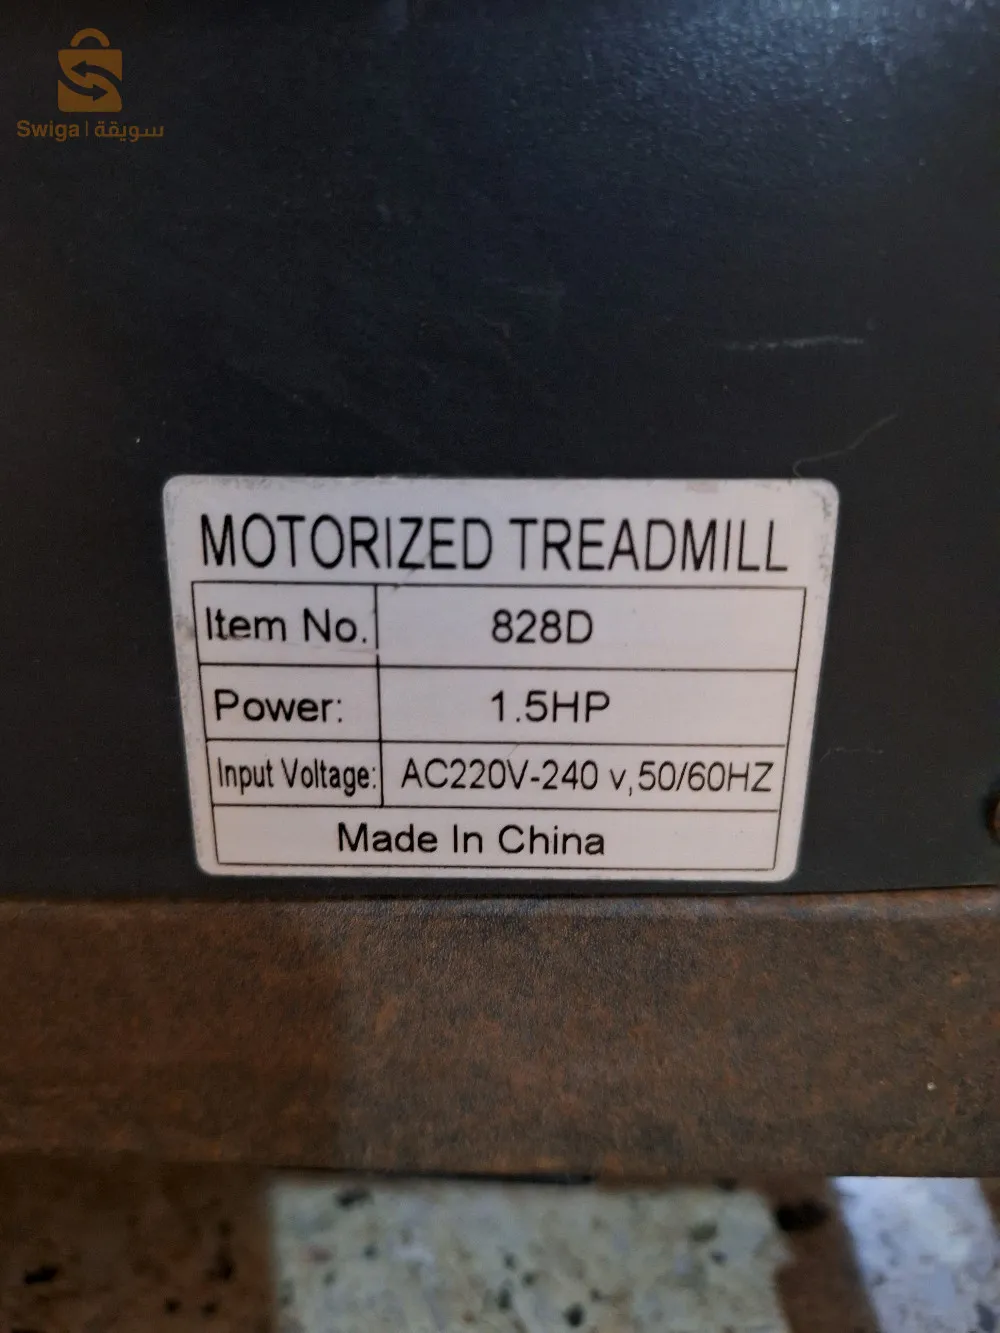 Swiga | سويقة
MOTORIZED TREADMILL
Item No. 828D
Power: 1.5HP
Input Voltage: AC220V-240 v,50/60HZ
Made In China